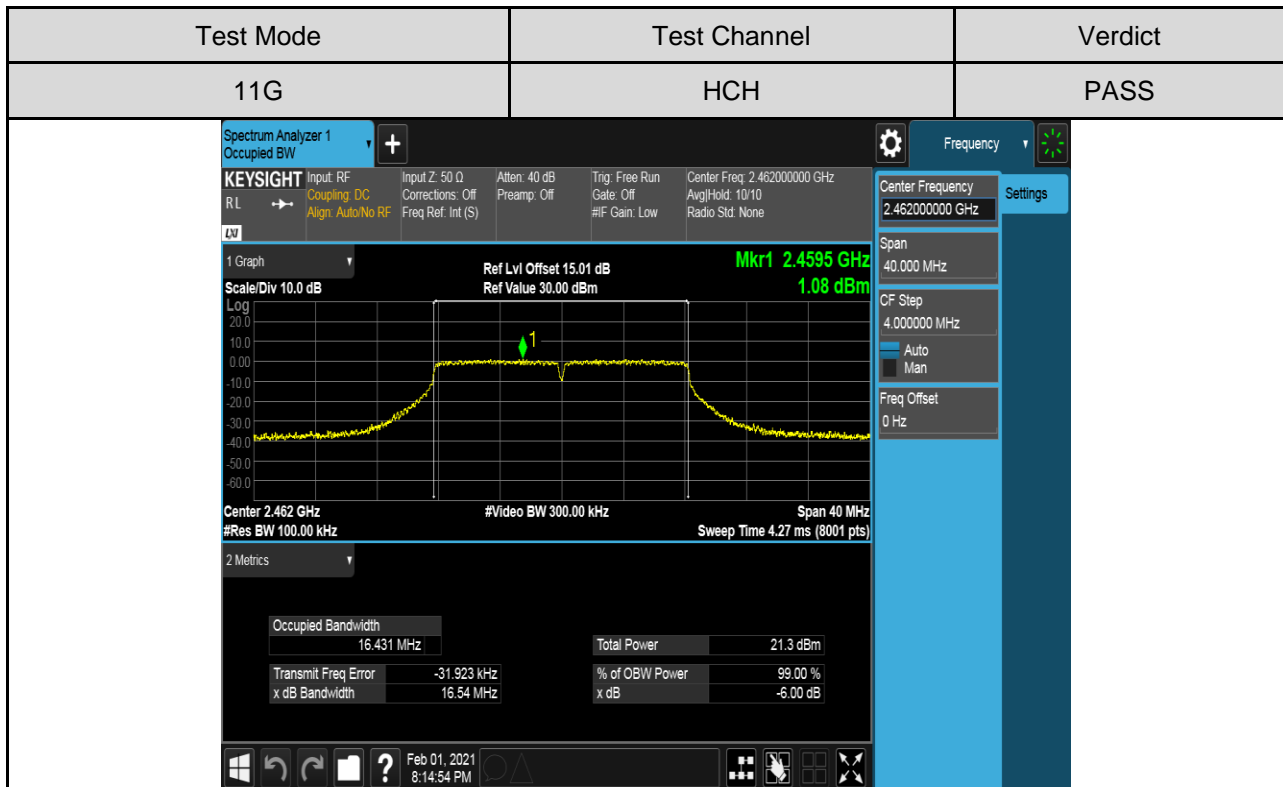 Test Mode
Test Channel
Verdict
11G
HCH
PASS
Spectrum Analyzer 1
Occupied BW
+
Frequency
KEYSIGHT
RL
LXI
Input: RF
Coupling: DC
Align: Auto/No RF
Input Z: 50 Ω
Corrections: Off
Freq Ref: Int (S)
Atten: 40 dB
Preamp: Off
Trig: Free Run
Gate: Off
#IF Gain: Low
Center Freq: 2.462000000 GHz
Avg|Hold: 10/10
Radio Std: None
Center Frequency
2.462000000 GHz
Settings
Span
40.000 MHz
CF Step
4.000000 MHz
Auto
Man
Freq Offset
0 Hz
1 Graph
Scale/Div 10.0 dB
Ref Lvl Offset 15.01 dB
Ref Value 30.00 dBm
Mkr1 2.4595 GHz
1.08 dBm
Log
20.0
10.0
0.00
-10.0
-20.0
-30.0
-40.0
-50.0
-60.0
1
Center 2.462 GHz
#Res BW 100.00 kHz
#Video BW 300.00 kHz
Span 40 MHz
Sweep Time 4.27 ms (8001 pts)
2 Metrics
Occupied Bandwidth
16.431 MHz
Total Power 21.3 dBm
Transmit Freq Error -31.923 kHz
% of OBW Power 99.00 %
x dB Bandwidth 16.54 MHz
x dB -6.00 dB
?
Feb 01, 2021
8:14:54 PM